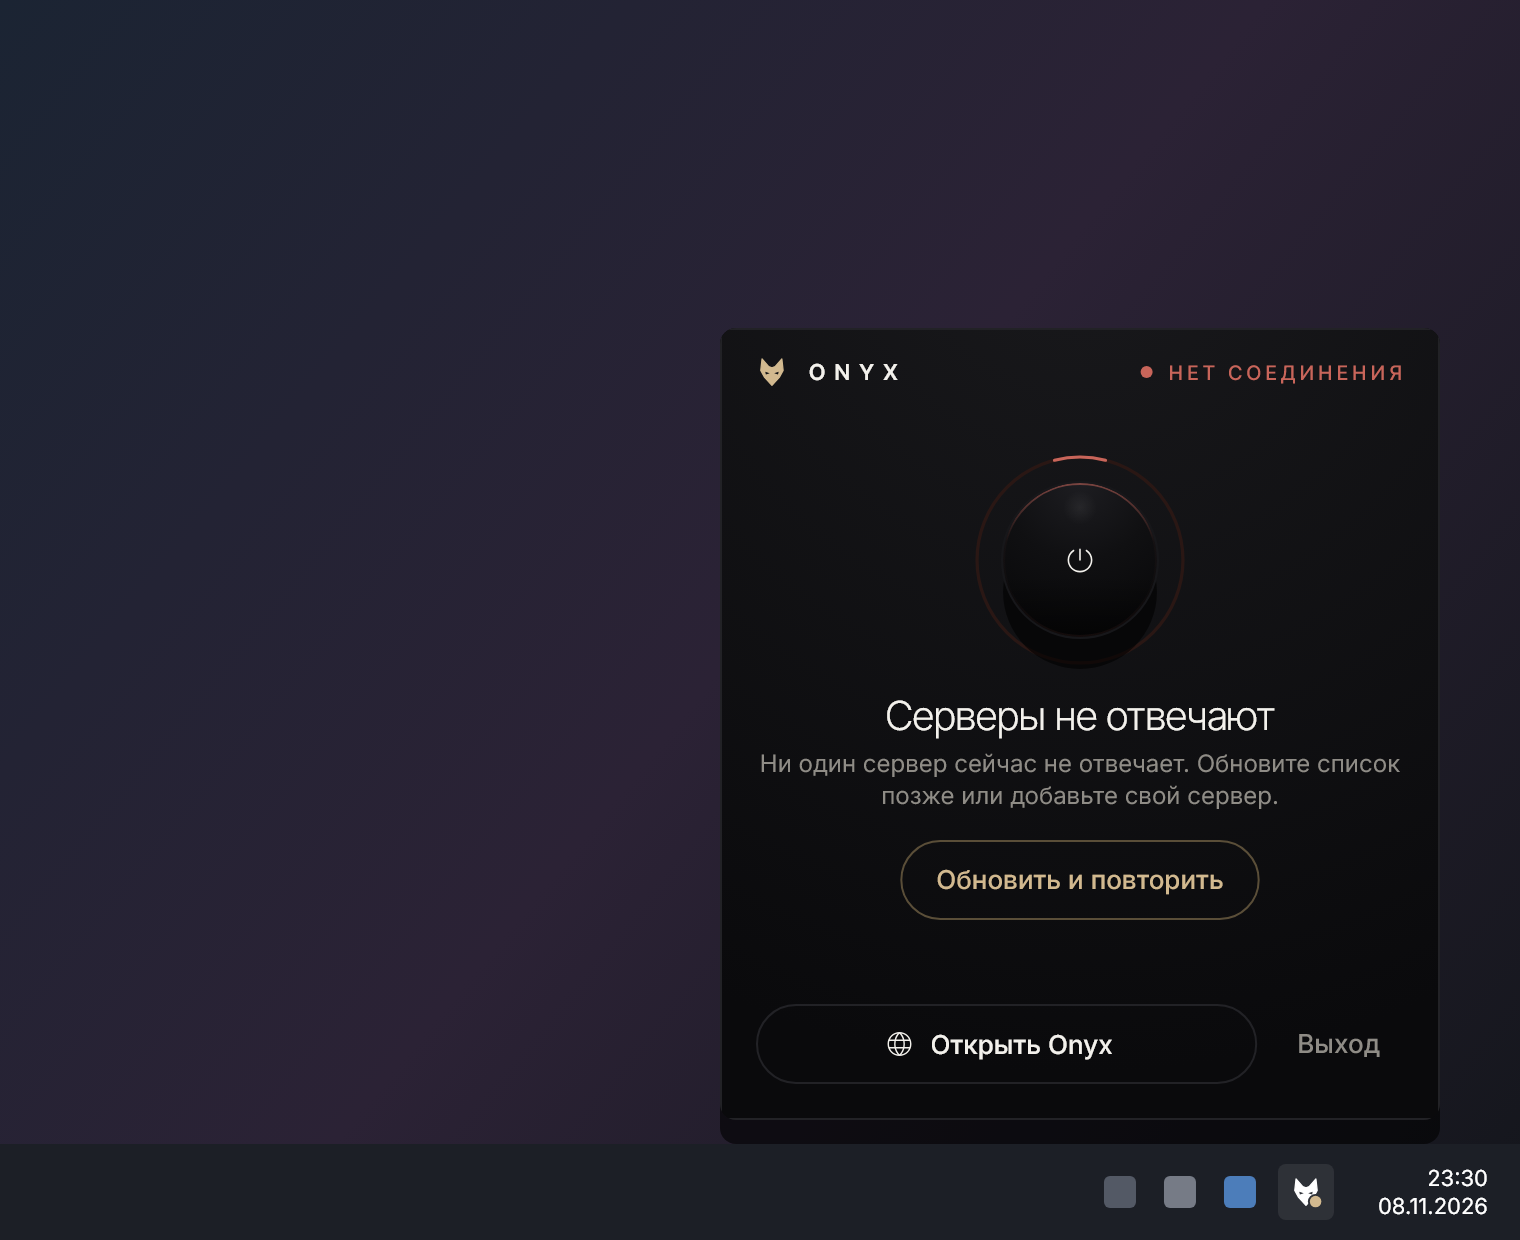 ONYX
НЕТ СОЕДИНЕНИЯ
Серверы не отвечают
Ни один сервер сейчас не отвечает. Обновите список
позже или добавьте свой сервер.
Обновить и повторить
Открыть Onyx
Выход
23:30
08.11.2026